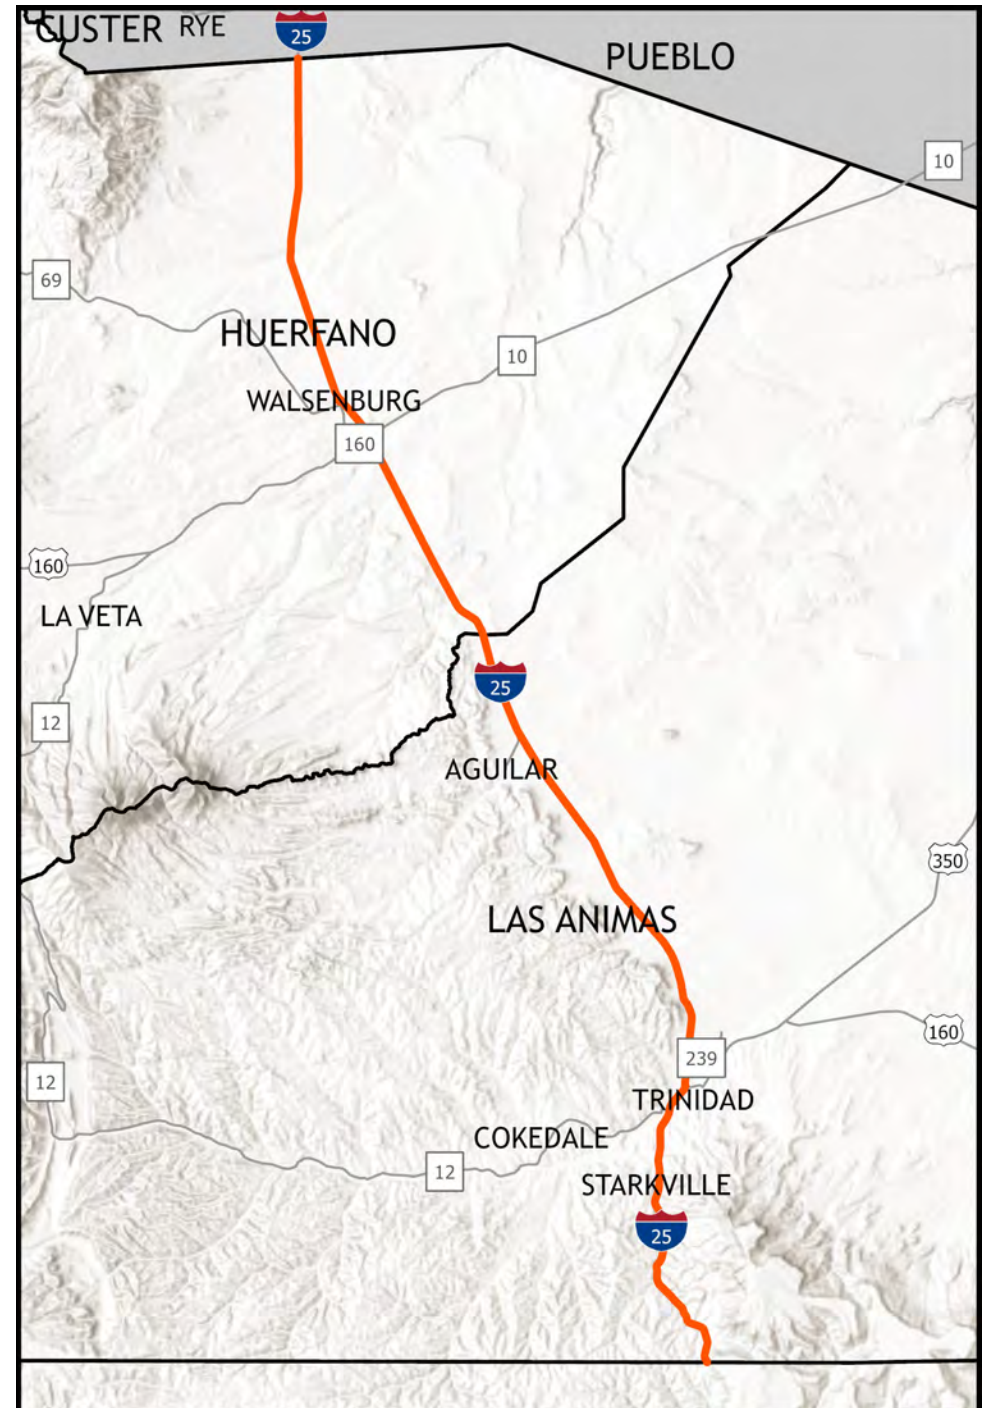 CUSTER
RYE
25
PUEBLO
10
69
HUERFANO
10
WALSENBURG
160
160
LA VETA
25
12
AGUILAR
350
LAS ANIMAS
160
239
12
TRINIDAD
COKEDALE
12
STARKVILLE
25